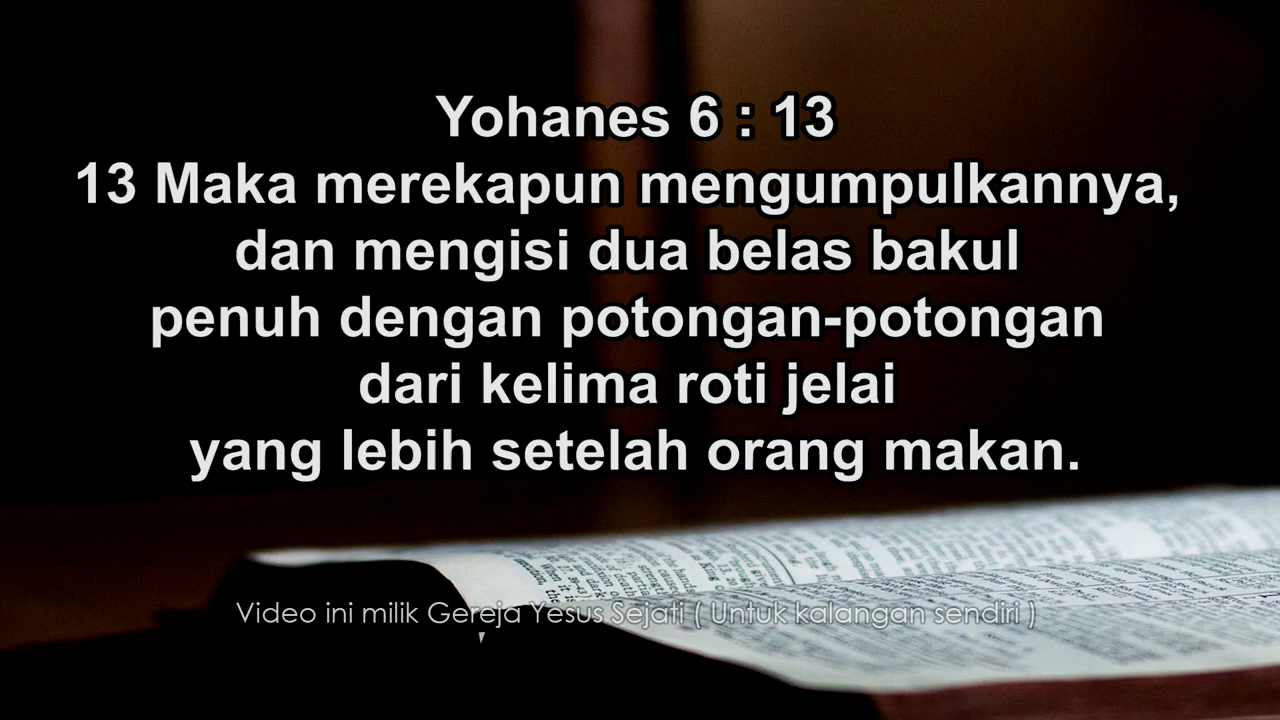 Yohanes 6 : 13
13 Maka merekapun mengumpulkannya,
dan mengisi dua belas bakul
penuh dengan potongan-potongan
dari kelima roti jelai
yang lebih setelah orang makan.
Video ini milik Gereja Yesus Sejati ( Untuk kalangan sendiri )